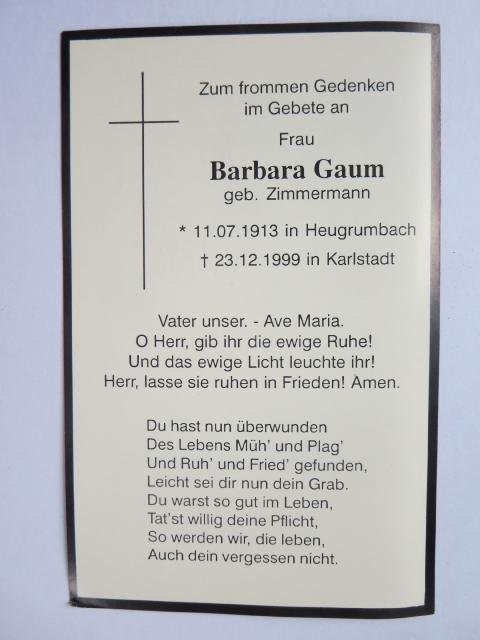 Zum frommen Gedenken
im Gebete an
Frau
Barbara Gaum
geb. Zimmermann
* 11.07.1913 in Heugrumbach
† 23.12.1999 in Karlstadt
Vater unser. - Ave Maria.
O Herr, gib ihr die ewige Ruhe!
Und das ewige Licht leuchte ihr!
Herr, lasse sie ruhen in Frieden! Amen.
Du hast nun überwunden
Des Lebens Müh' und Plag'
Und Ruh' und Fried' gefunden,
Leicht sei dir nun dein Grab.
Du warst so gut im Leben,
Tat'st willig deine Pflicht,
So werden wir, die leben,
Auch dein vergessen nicht.